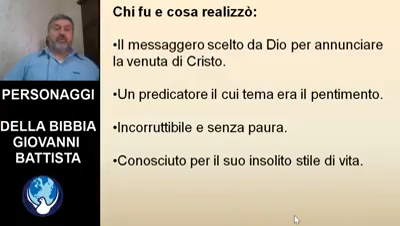 Chi fu e cosa realizzò:
•Il messaggero scelto da Dio per annunciare
la venuta di Cristo.
•Un predicatore il cui tema era il pentimento.
•Incorruttibile e senza paura.
•Conosciuto per il suo insolito stile di vita.
PERSONAGGI
DELLA BIBBIA
GIOVANNI
BATTISTA